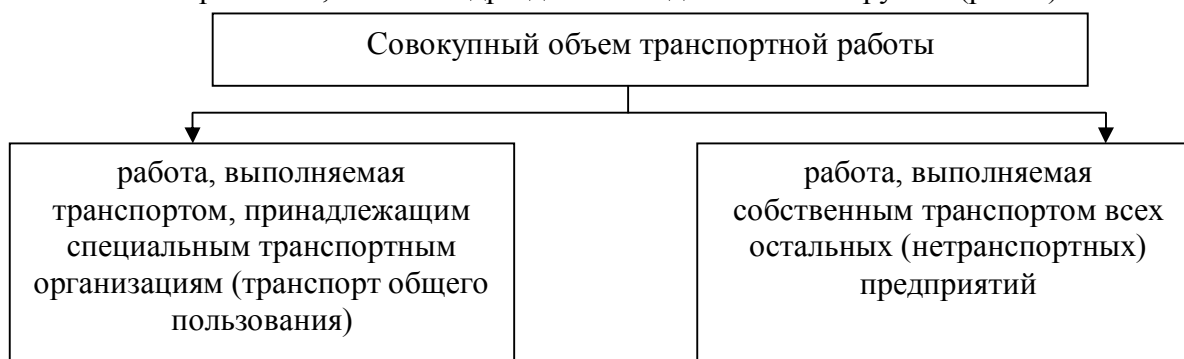 Совокупный объем транспортной работы
работа, выполняемая
транспортом, принадлежащим
специальным транспортным
организациям (транспорт общего
пользования)
работа, выполняемая
собственным транспортом всех
остальных (нетранспортных)
предприятий